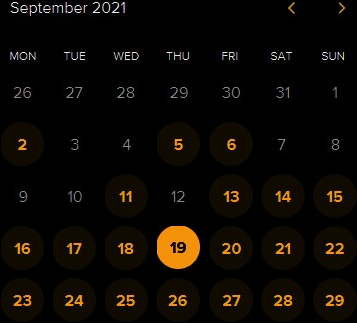 September 2021
MON TUE WED THU FRI SAT SUN
26 27 28 29 30 31 1
2 3 4 5 6 7 8
9 10 11 12 13 14 15
16 17 18 19 20 21 22
23 24 25 26 27 28 29